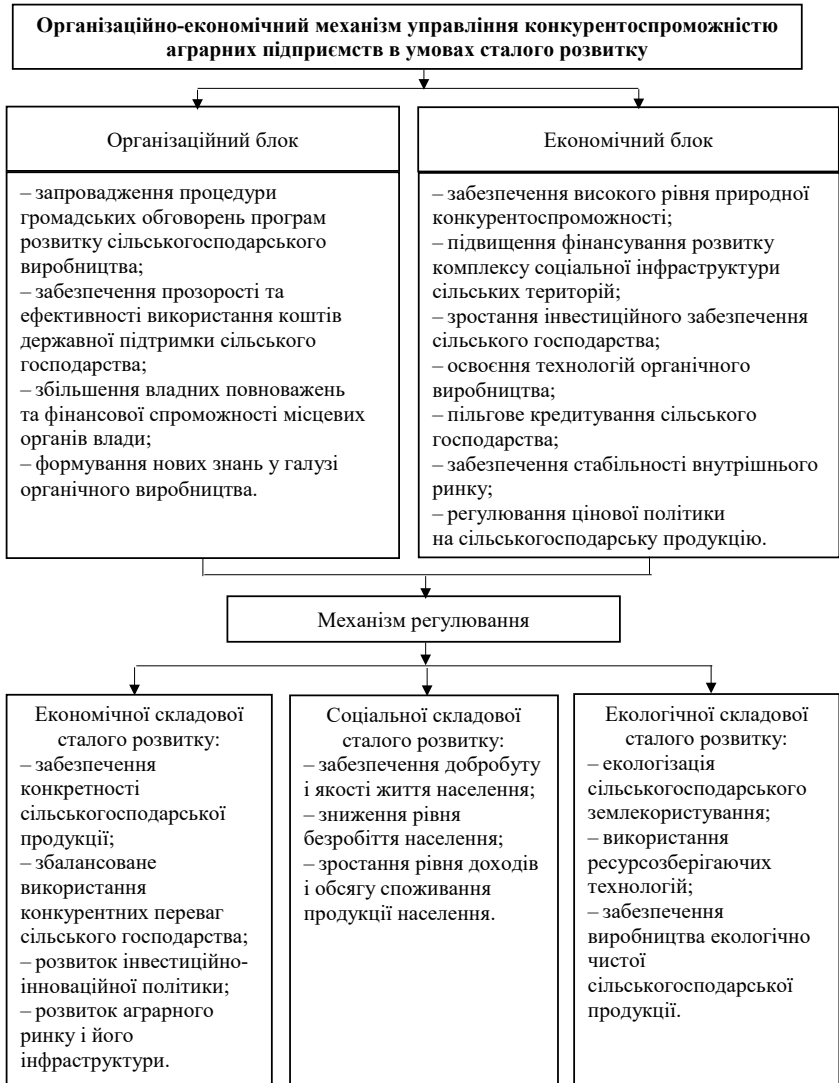 Організаційно-економічний механізм управління конкурентоспроможністю
аграрних підприємств в умовах сталого розвитку
Організаційний блок
– запровадження процедури
громадських обговорень програм
розвитку сільськогосподарського
виробництва;
– забезпечення прозорості та
ефективності використання коштів
державної підтримки сільського
господарства;
– збільшення владних повноважень
та фінансової спроможності місцевих
органів влади;
– формування нових знань у галузі
органічного виробництва.
Економічний блок
– забезпечення високого рівня природної
конкурентоспроможності;
– підвищення фінансування розвитку
комплексу соціальної інфраструктури
сільських територій;
– зростання інвестиційного забезпечення
сільського господарства;
– освоєння технологій органічного
виробництва;
– пільгове кредитування сільського
господарства;
– забезпечення стабільності внутрішнього
ринку;
– регулювання цінової політики
на сільськогосподарську продукцію.
Механізм регулювання
Економічної складової
сталого розвитку:
– забезпечення
конкретності
сільськогосподарської
продукції;
– збалансоване
використання
конкурентних переваг
сільського господарства;
– розвиток інвестиційно-
інноваційної політики;
– розвиток аграрного
ринку і його
інфраструктури.
Соціальної складової
сталого розвитку:
– забезпечення добробуту
і якості життя населення;
– зниження рівня
безробіття населення;
– зростання рівня доходів
і обсягу споживання
продукції населення.
Екологічної складової
сталого розвитку:
– екологізація
сільськогосподарського
землекористування;
– використання
ресурсозберігаючих
технологій;
– забезпечення
виробництва екологічно
чистої
сільськогосподарської
продукції.